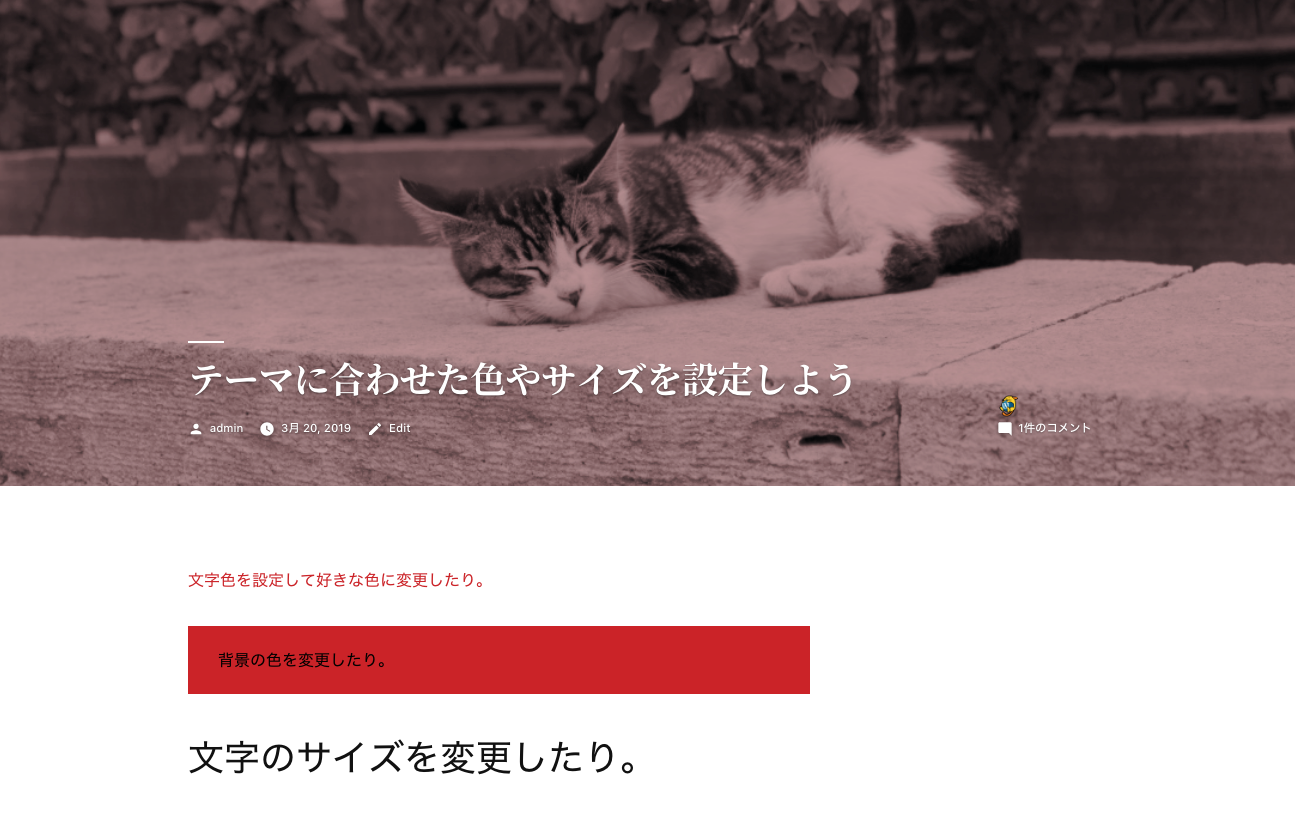 テーマに合わせた色やサイズを設定しよう
admin 3月 20, 2019 Edit 1件のコメント
文字色を設定して好きな色に変更したり。
背景の色を変更したり。
文字のサイズを変更したり。